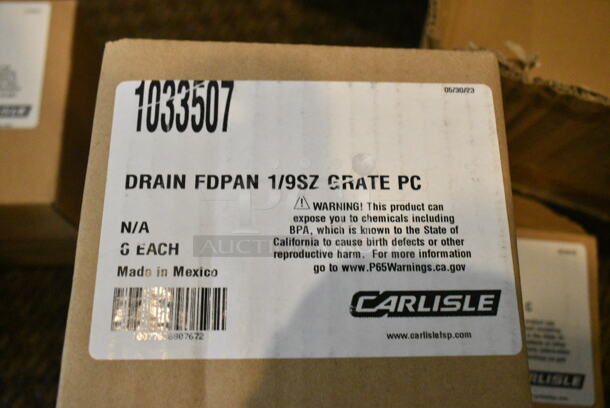 1033507
05/30/23
DRAIN FDPAN 1/9SZ GRATE PC
⚠ WARNING! This product can
expose you to chemicals including
BPA, which is known to the State of
California to cause birth defects or other
reproductive harm. For more information
go to www.P65Warnings.ca.gov
N/A
6 EACH
Made in Mexico
CARLISLE
www.carlislefsp.com